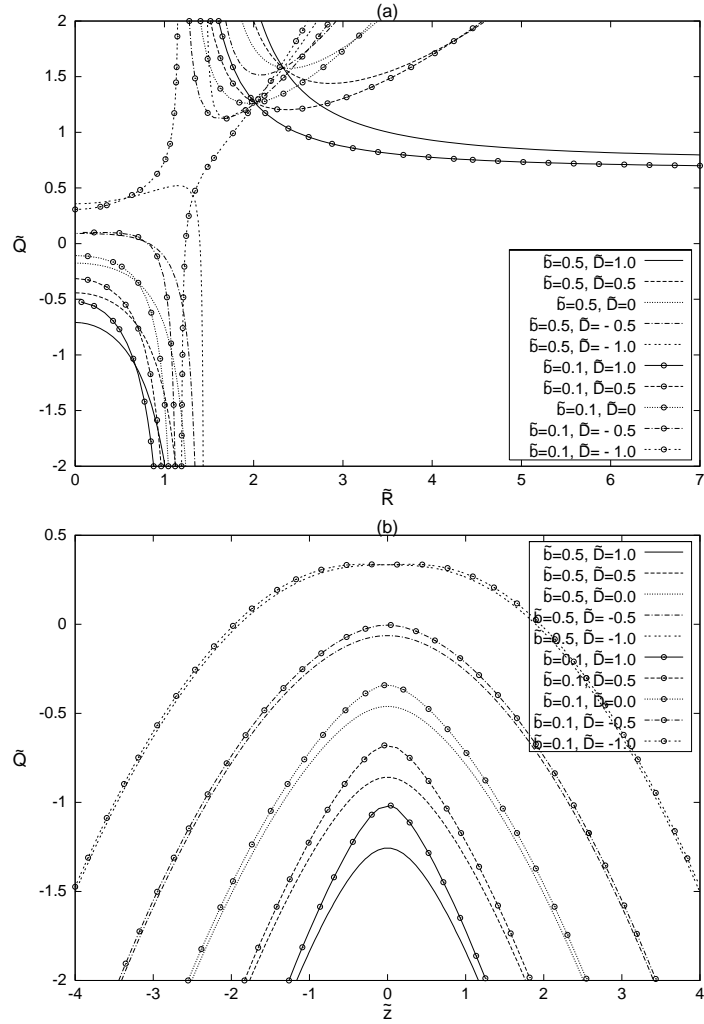 (a)
2
1.5
1
0.5
0
-0.5
-1
-1.5
-2
Q̃
b̃=0.5, D̃=1.0
b̃=0.5, D̃=0.5
b̃=0.5, D̃=0
b̃=0.5, D̃= - 0.5
b̃=0.5, D̃= - 1.0
b̃=0.1, D̃=1.0
b̃=0.1, D̃=0.5
b̃=0.1, D̃=0
b̃=0.1, D̃= - 0.5
b̃=0.1, D̃= - 1.0
0 1 2 3 4 5 6 7
R̃
(b)
0.5
0
-0.5
-1
-1.5
-2
Q̃
b̃=0.5, D̃=1.0
b̃=0.5, D̃=0.5
b̃=0.5, D̃=0.0
b̃=0.5, D̃= -0.5
b̃=0.5, D̃= -1.0
b̃=0.1, D̃=1.0
b̃=0.1, D̃=0.5
b̃=0.1, D̃=0.0
b̃=0.1, D̃= -0.5
b̃=0.1, D̃= -1.0
-4 -3 -2 -1 0 1 2 3 4
z̃